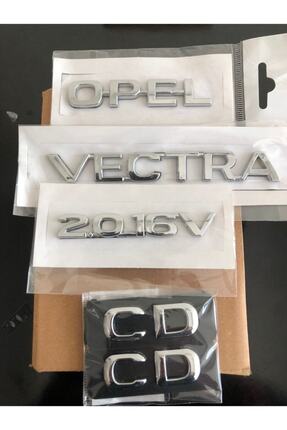 OPEL
VECTRA
2.0.16V
CD
CD